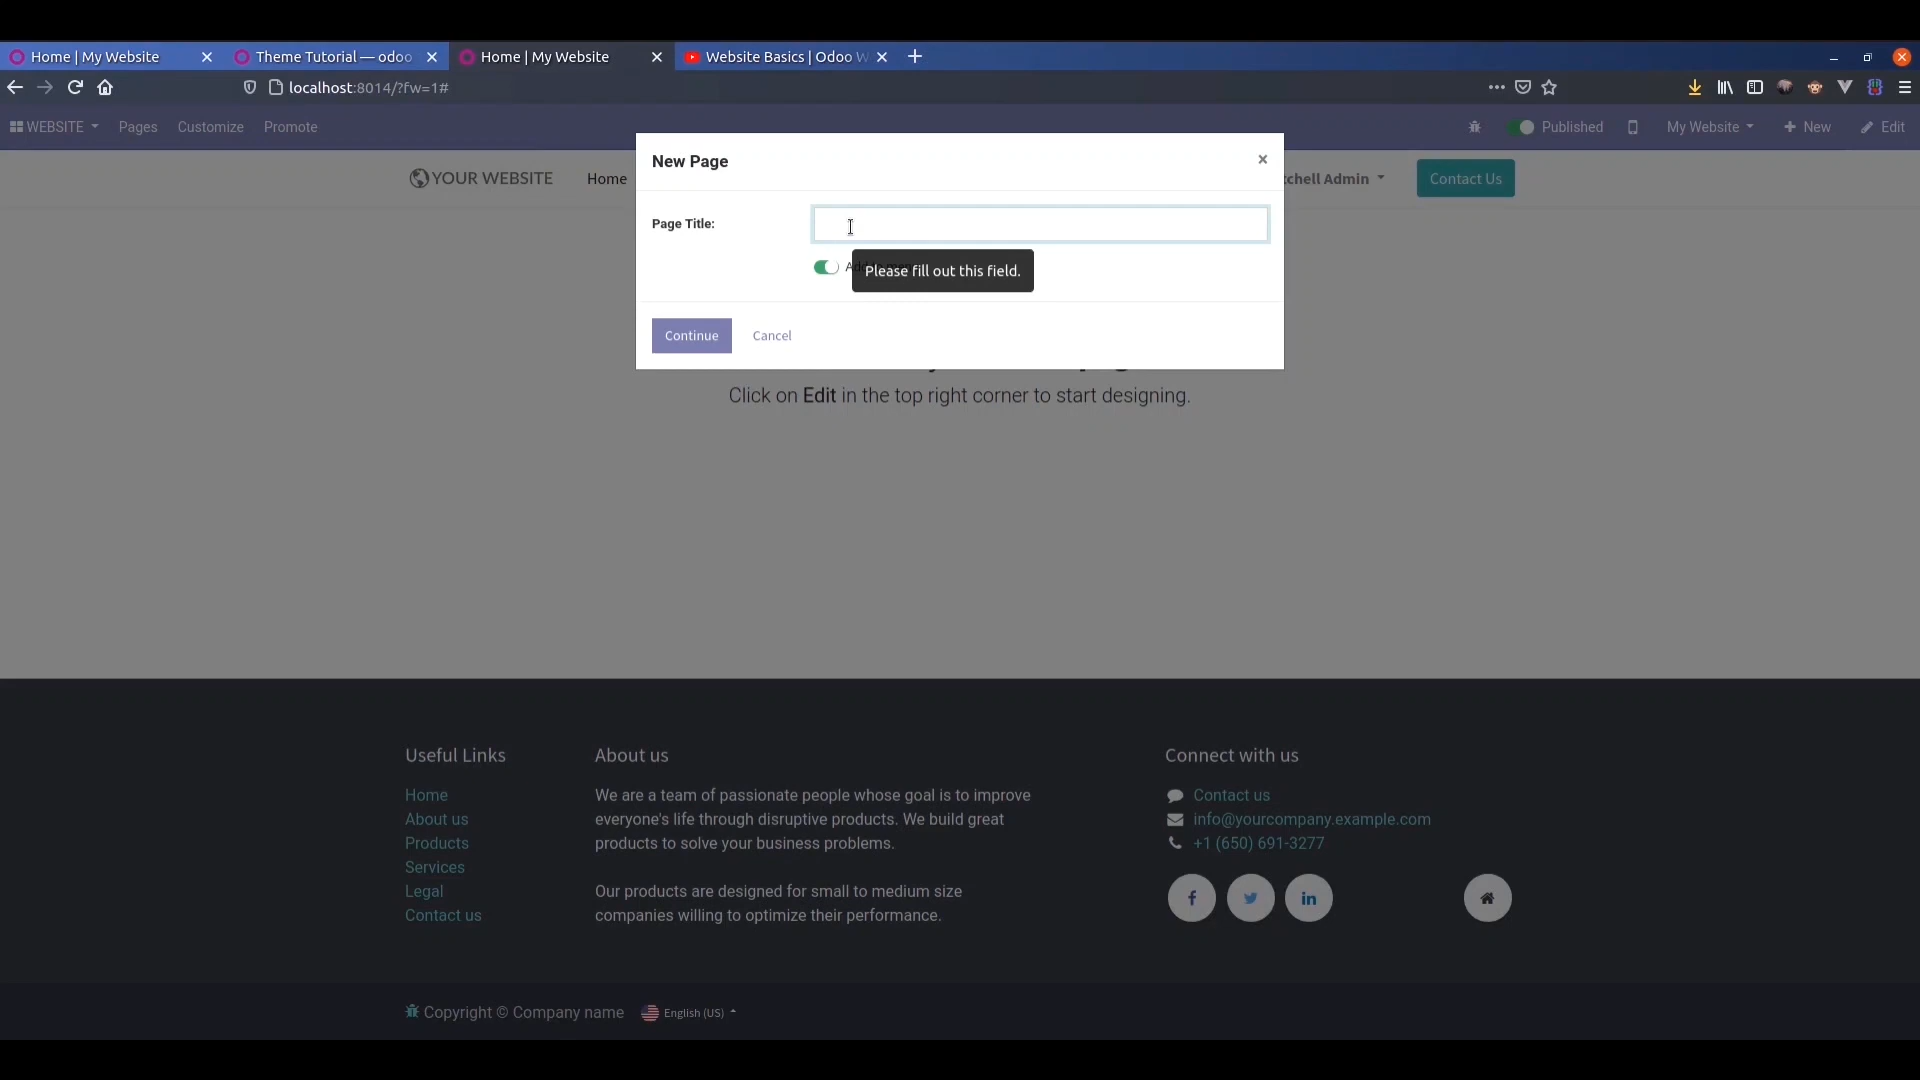 Home | My Website
Theme Tutorial — odoo
Home | My Website
Website Basics | Odoo W
localhost:8014/?fw=1#
WEBSITE
Pages
Customize
Promote
Published
My Website
New
Edit
YOUR WEBSITE
Home
tchell Admin
Contact Us
New Page
×
Page Title:
Please fill out this field.
Continue
Cancel
Click on Edit in the top right corner to start designing.
Useful Links
Home
About us
Products
Services
Legal
Contact us
About us
We are a team of passionate people whose goal is to improve
everyone's life through disruptive products. We build great
products to solve your business problems.
Our products are designed for small to medium size
companies willing to optimize their performance.
Connect with us
Contact us
info@yourcompany.example.com
+1 (650) 691-3277
Copyright © Company name
English (US)